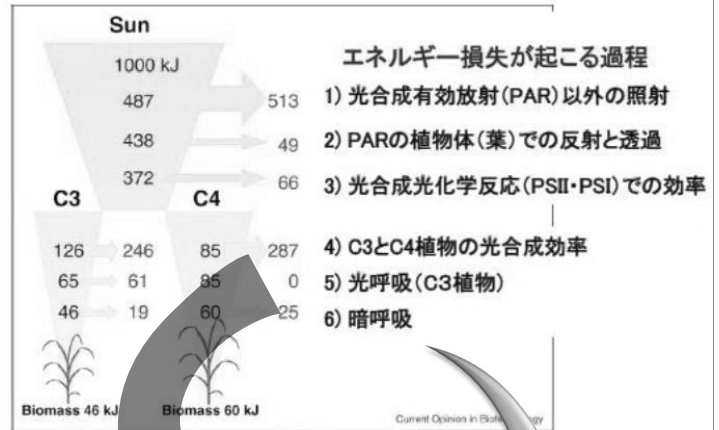 Sun
1000 kJ
エネルギー損失が起こる過程
487 513 1) 光合成有効放射(PAR)以外の照射
438 49 2) PARの植物体(葉)での反射と透過
372 66 3) 光合成光化学反応(PSII・PSI)での効率
C3 C4
126 246 85 287 4) C3とC4植物の光合成効率
65 61 85 0 5) 光呼吸(C3植物)
46 19 60 25 6) 暗呼吸
Biomass 46 kJ Biomass 60 kJ
Current Opinion in